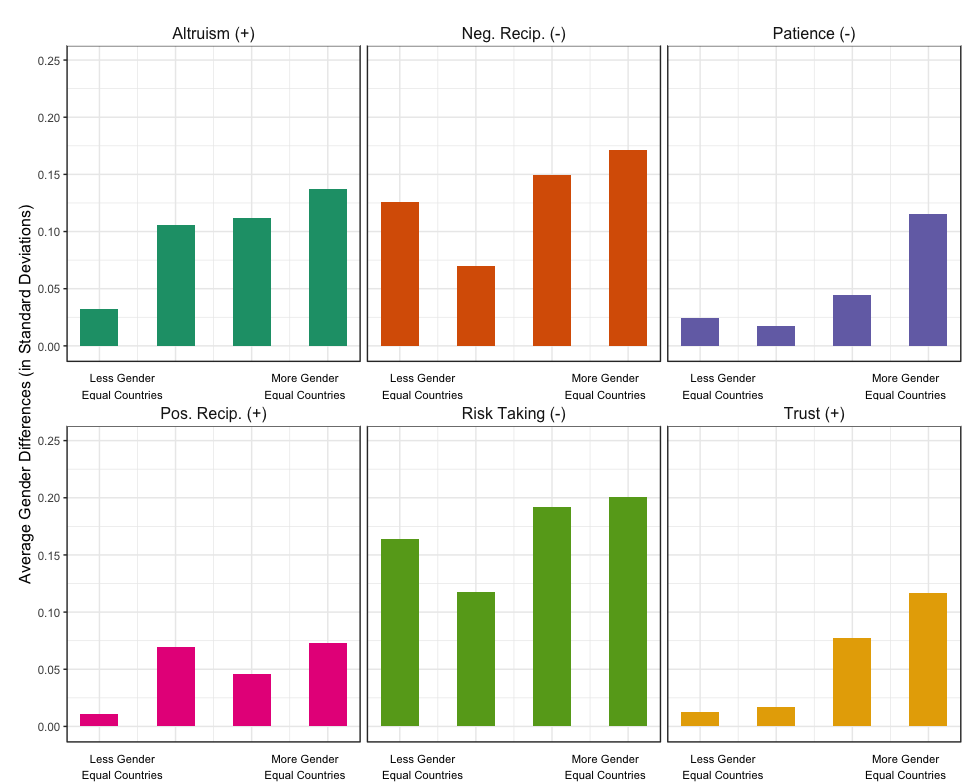 Altruism (+)
Neg. Recip. (-)
Patience (-)
Average Gender Differences (in Standard Deviations)
0.25
0.20
0.15
0.10
0.05
0.00
Less Gender
Equal Countries
More Gender
Equal Countries
Less Gender
Equal Countries
More Gender
Equal Countries
Less Gender
Equal Countries
More Gender
Equal Countries
Pos. Recip. (+)
Risk Taking (-)
Trust (+)
0.25
0.20
0.15
0.10
0.05
0.00
Less Gender
Equal Countries
More Gender
Equal Countries
Less Gender
Equal Countries
More Gender
Equal Countries
Less Gender
Equal Countries
More Gender
Equal Countries